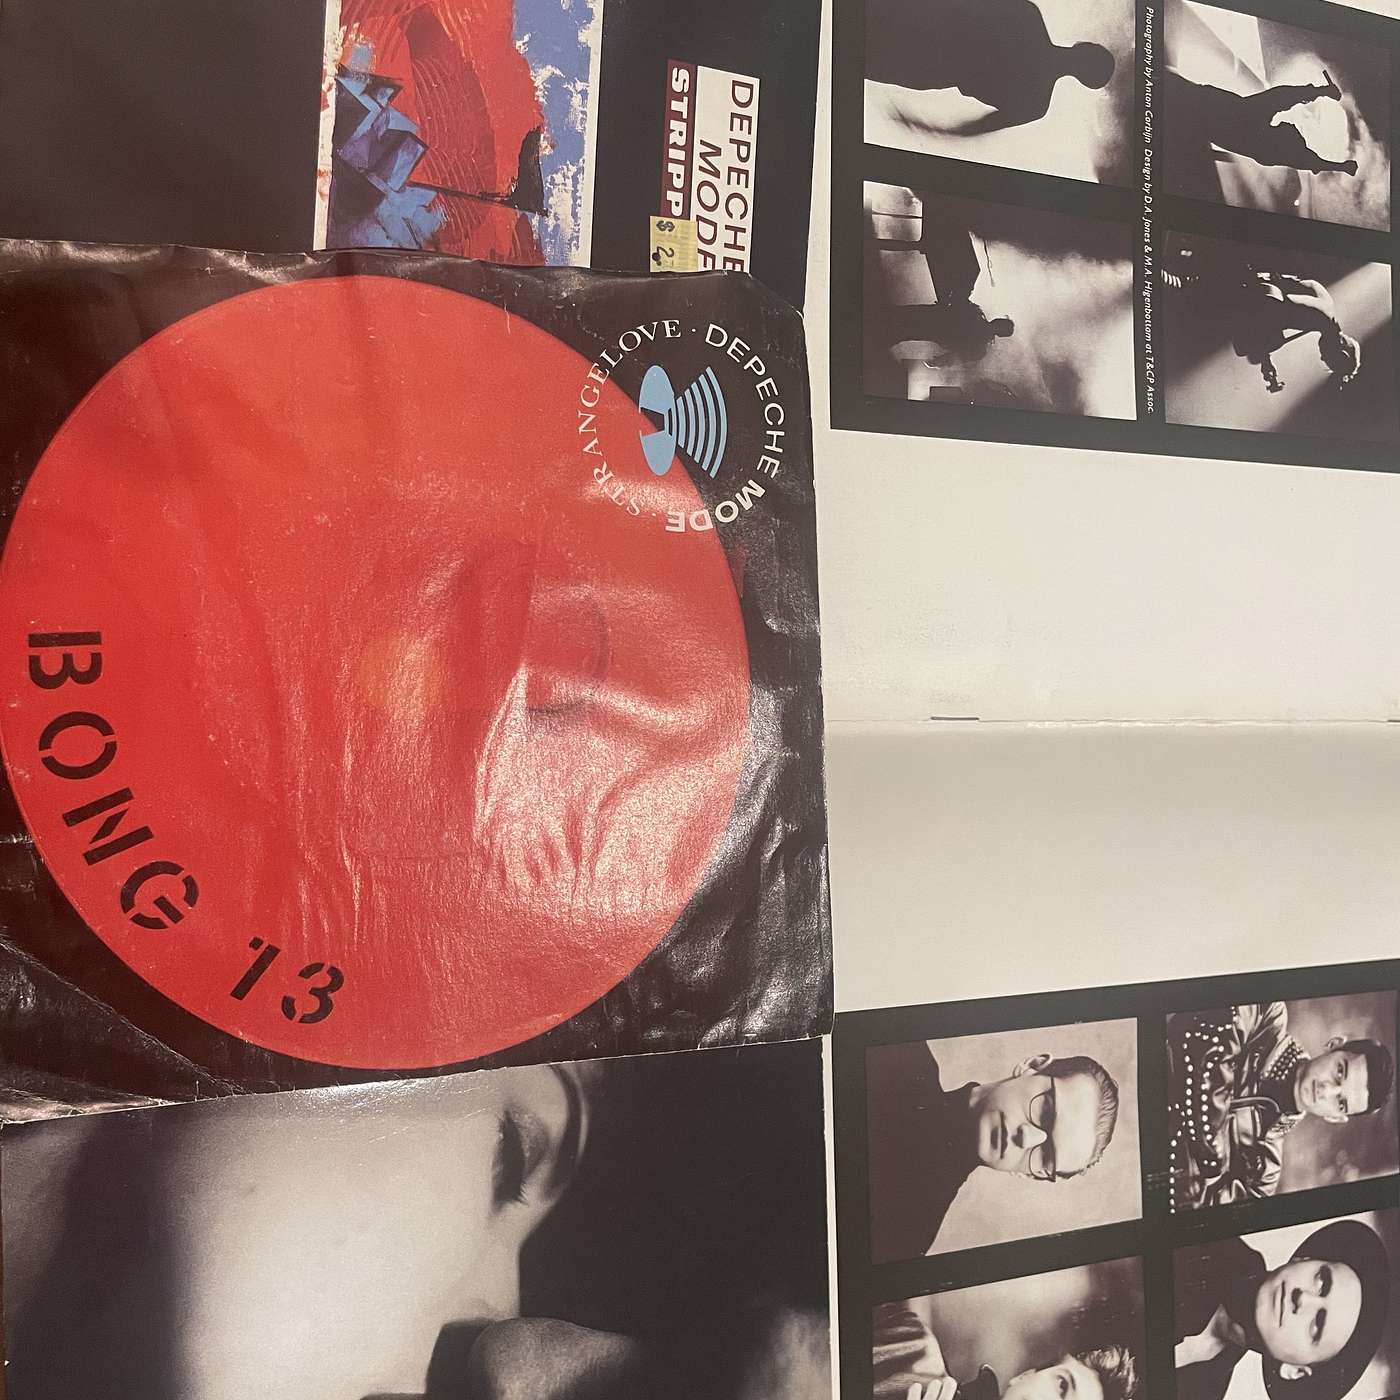 DEPECHE
MODE
STRIPP
$ 2.
Photography by Anton Corbijn Design by D.A. Jones & M.A. Higenbottam at T&CP Assoc.
STRANGELOVE · DEPECHE MODE ·
BONG 13